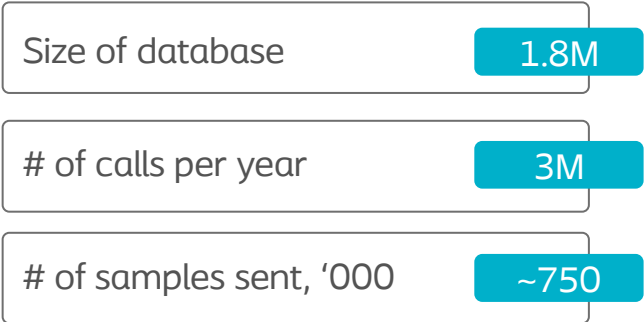 Size of database 1.8M
# of calls per year 3M
# of samples sent, ‘000 ~750